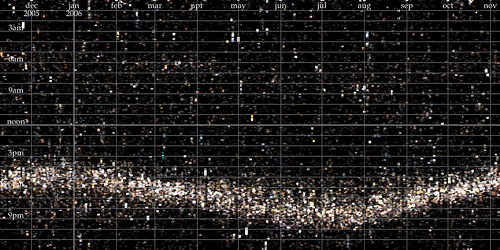 dec jan feb mar apr may jun jul aug sep oct nov
2005 2006
3am
6am
9am
noon
3pm
6pm
9pm